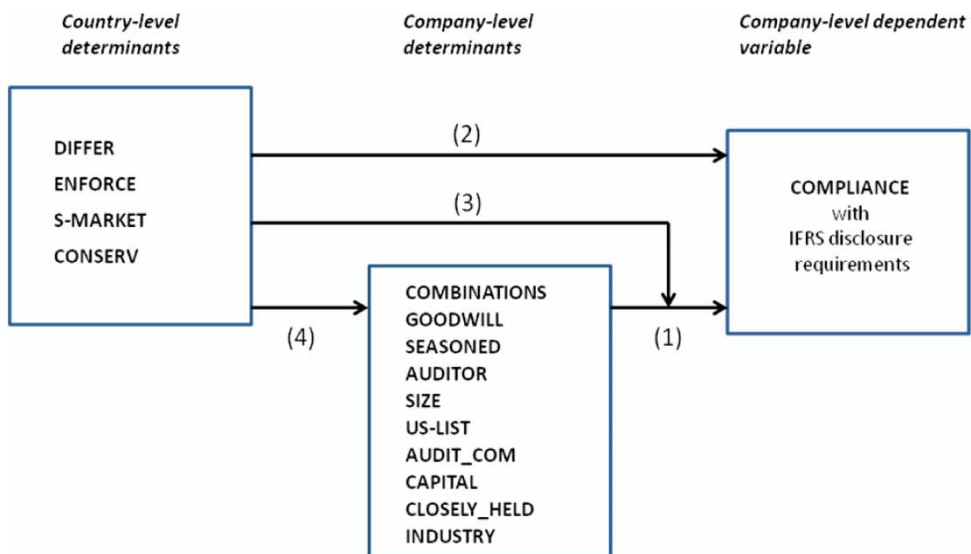 Country-level
determinants
Company-level
determinants
Company-level dependent
variable
DIFFER
ENFORCE
S-MARKET
CONSERV
(2)
(3)
(4)
COMBINATIONS
GOODWILL
SEASONED
AUDITOR
SIZE
US-LIST
AUDIT_COM
CAPITAL
CLOSELY_HELD
INDUSTRY
(1)
COMPLIANCE
with
IFRS disclosure
requirements